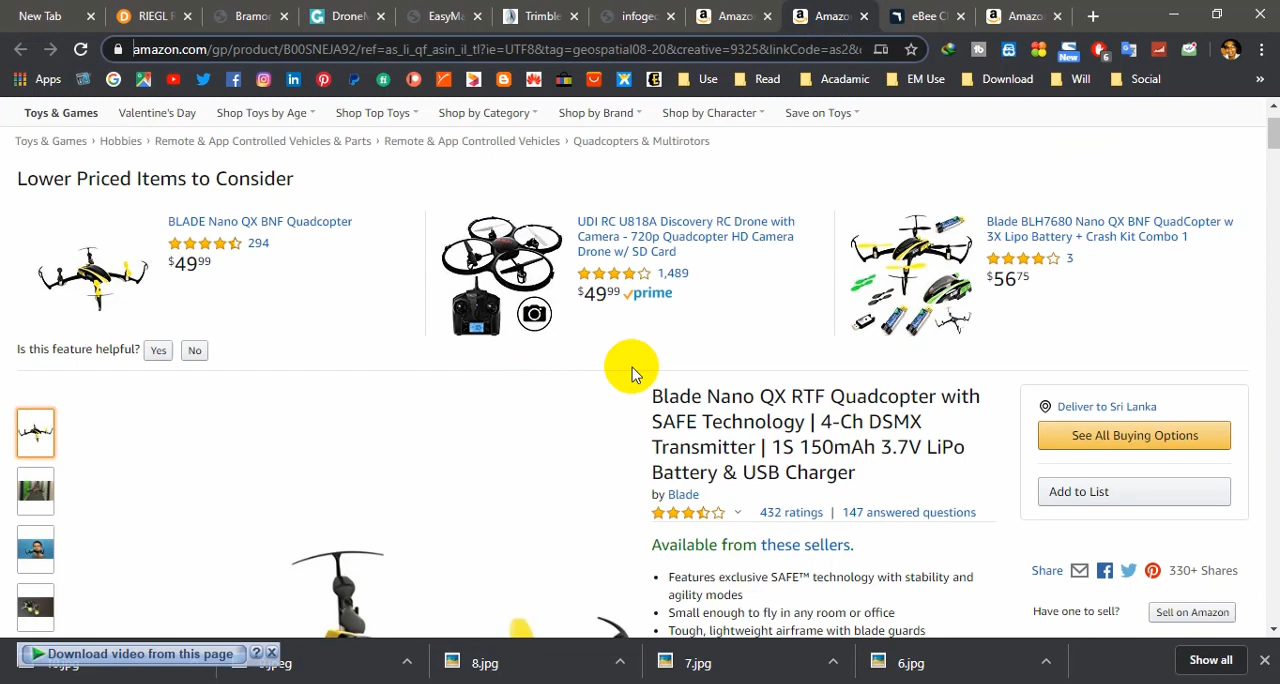 New Tab
RIEGL R
Bramor
DroneM
EasyMa
Trimble
infogec
Amazo
Amazo
eBee Cl
Amazo
amazon.com/gp/product/B00SNEJA92/ref=as_li_qf_asin_il_tl?ie=UTF8&tag=geospatial08-20&creative=9325&linkCode=as2&
New
6
Apps
Use
Read
Acadamic
EM Use
Download
Will
Social
»
Toys & Games
Valentine's Day
Shop Toys by Age
Shop Top Toys
Shop by Category
Shop by Brand
Shop by Character
Save on Toys
Toys & Games › Hobbies › Remote & App Controlled Vehicles & Parts › Remote & App Controlled Vehicles › Quadcopters & Multirotors
Lower Priced Items to Consider
BLADE Nano QX BNF Quadcopter
294
$49.99
UDI RC U818A Discovery RC Drone with
Camera - 720p Quadcopter HD Camera
Drone w/ SD Card
1,489
$49.99 prime
Blade BLH7680 Nano QX BNF QuadCopter w
3X Lipo Battery + Crash Kit Combo 1
3
$56.75
Is this feature helpful? Yes No
Blade Nano QX RTF Quadcopter with
SAFE Technology | 4-Ch DSMX
Transmitter | 1S 150mAh 3.7V LiPo
Battery & USB Charger
by Blade
432 ratings | 147 answered questions
Available from these sellers.
• Features exclusive SAFE™ technology with stability and
agility modes
• Small enough to fly in any room or office
• Tough, lightweight airframe with blade guards
Deliver to Sri Lanka
See All Buying Options
Add to List
Share 330+ Shares
Have one to sell? Sell on Amazon
Download video from this page ? X
8.jpg
7.jpg
6.jpg
Show all